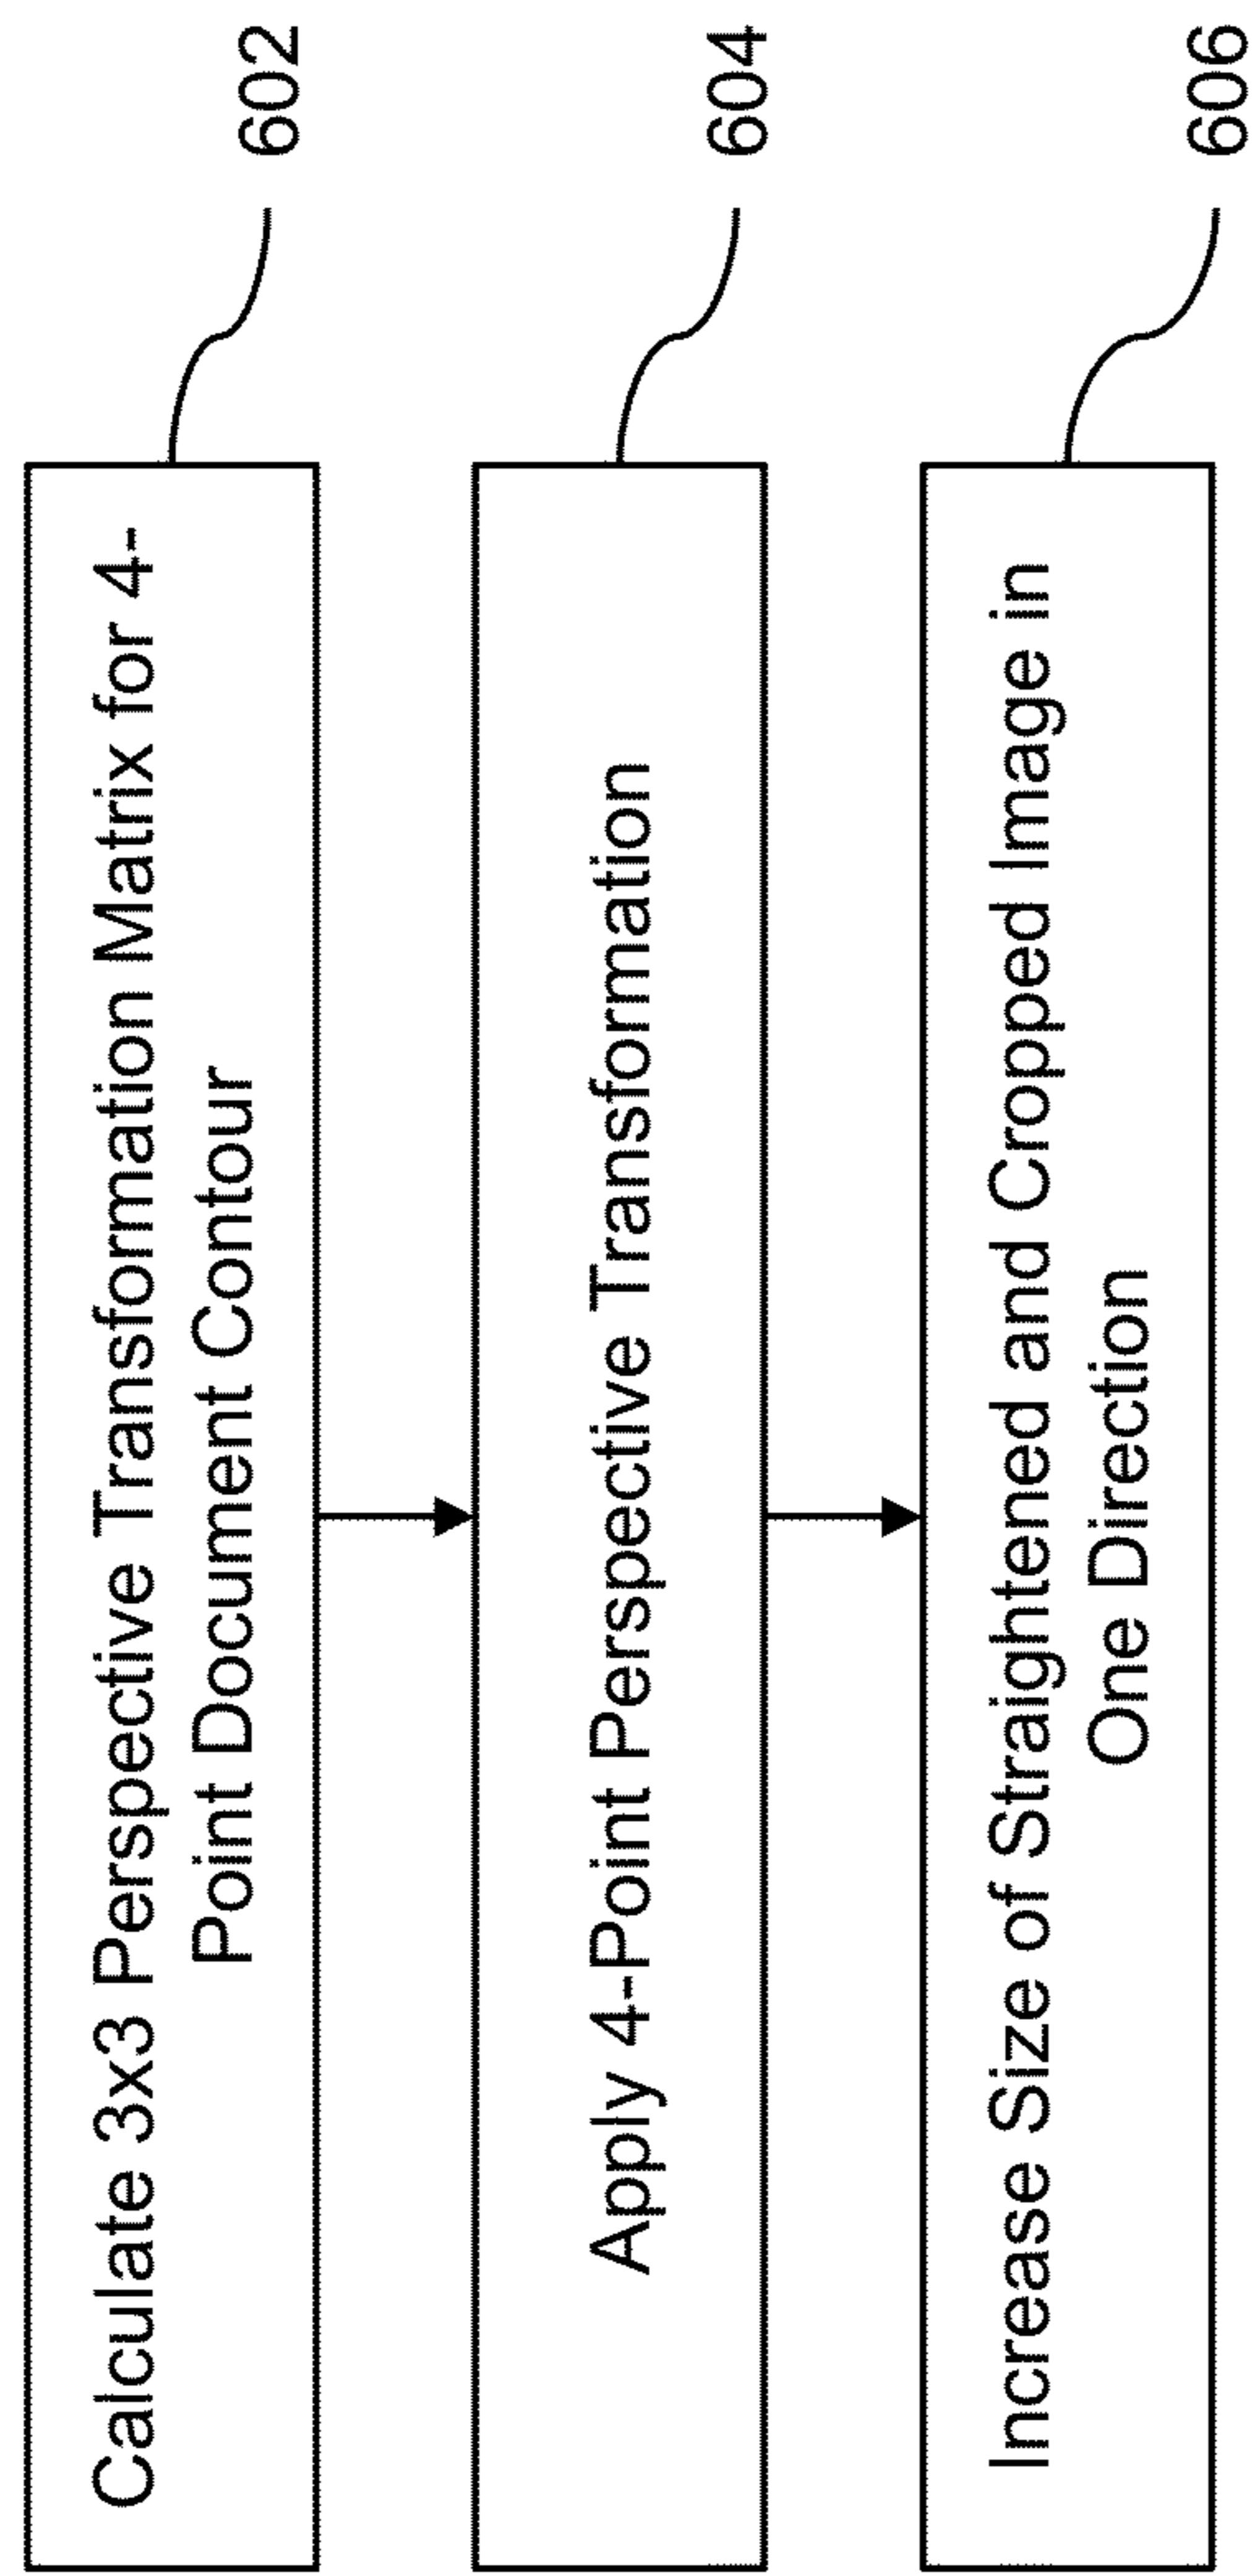 Calculate 3x3 Perspective Transformation Matrix for 4-
Point Document Contour
602
Apply 4-Point Perspective Transformation
604
Increase Size of Straightened and Cropped Image in
One Direction
606